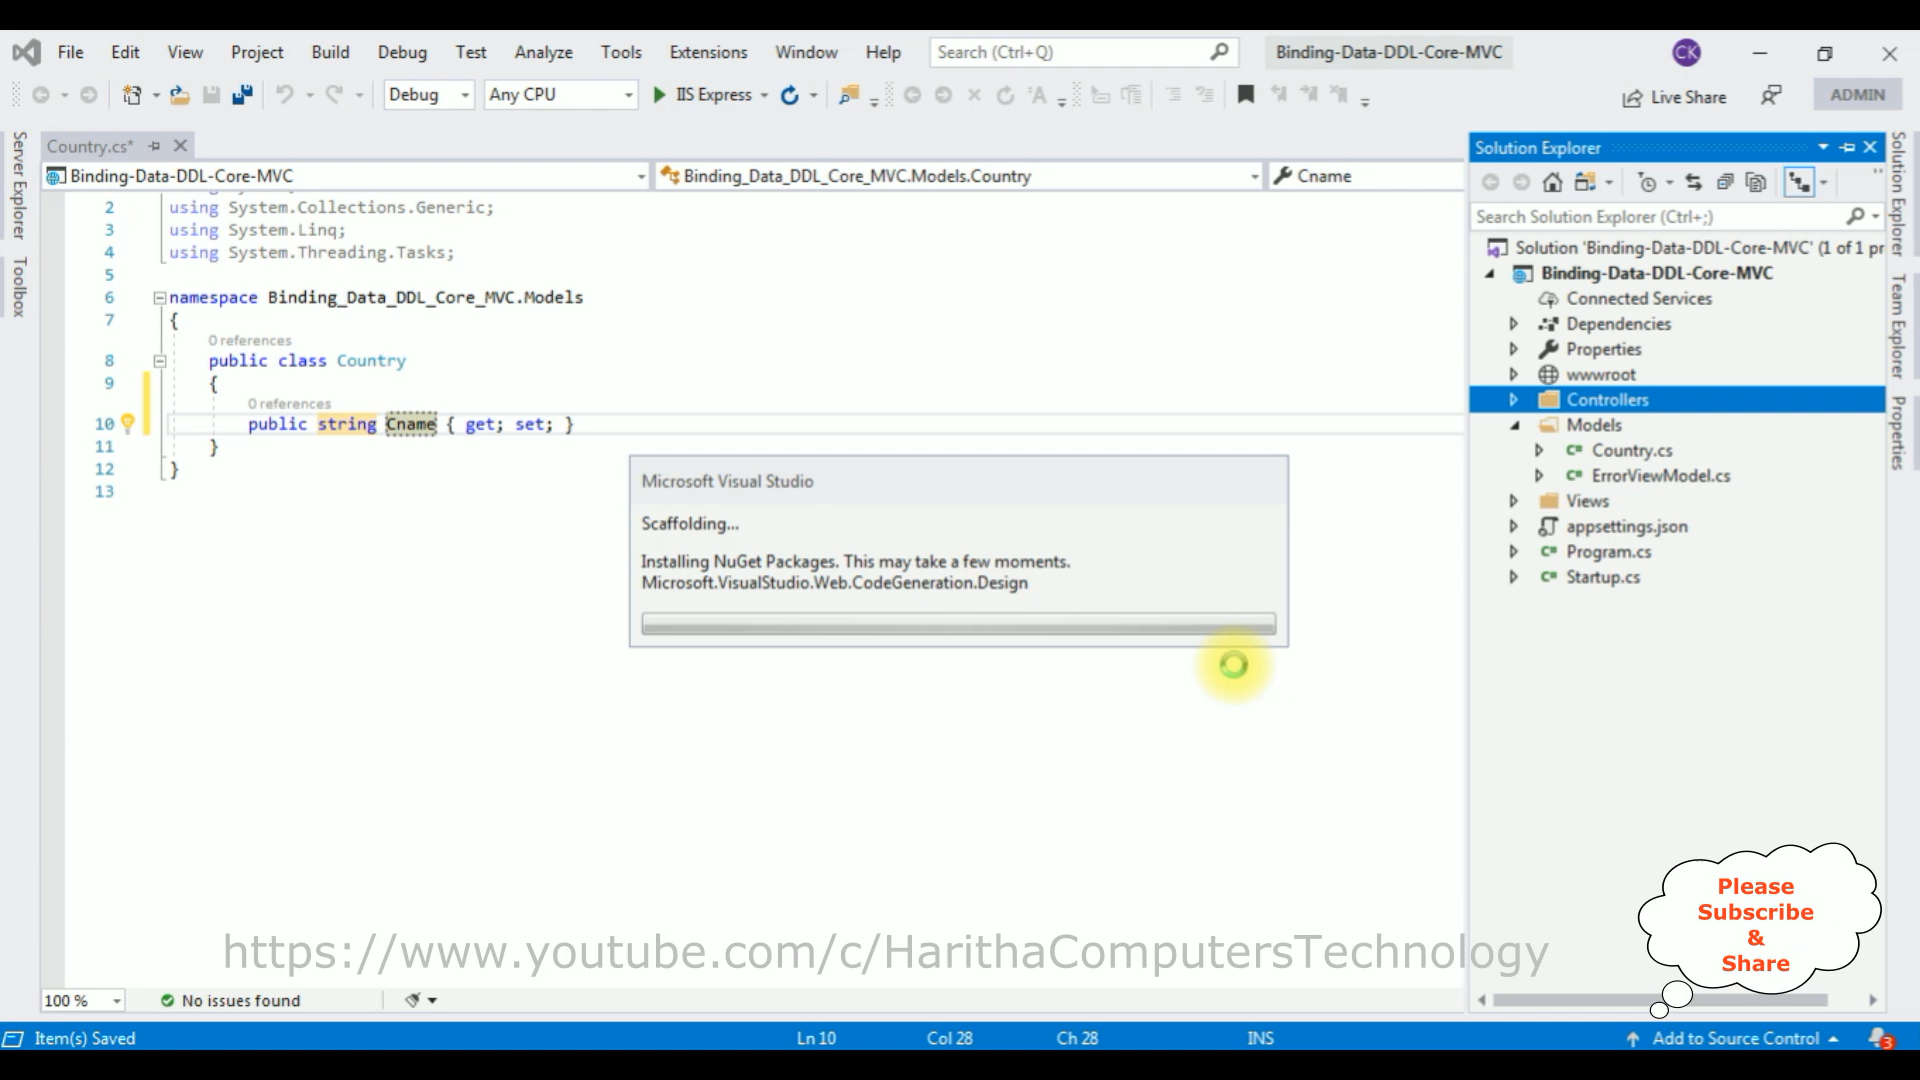 File Edit View Project Build Debug Test Analyze Tools Extensions Window Help Search (Ctrl+Q) Binding-Data-DDL-Core-MVC CK
Debug Any CPU IIS Express Live Share ADMIN
Server Explorer
Toolbox
Country.cs*
Binding-Data-DDL-Core-MVC Binding_Data_DDL_Core_MVC.Models.Country Cname
2 using System.Collections.Generic;
3 using System.Linq;
4 using System.Threading.Tasks;
5
6 namespace Binding_Data_DDL_Core_MVC.Models
7 {
0 references
8 public class Country
9 {
0 references
10 public string Cname { get; set; }
11 }
12 }
13
Microsoft Visual Studio
Scaffolding...
Installing NuGet Packages. This may take a few moments.
Microsoft.VisualStudio.Web.CodeGeneration.Design
Solution Explorer
Search Solution Explorer (Ctrl+;)
Solution 'Binding-Data-DDL-Core-MVC' (1 of 1 pr
Binding-Data-DDL-Core-MVC
Connected Services
Dependencies
Properties
wwwroot
Controllers
Models
Country.cs
ErrorViewModel.cs
Views
appsettings.json
Program.cs
Startup.cs
Solution Explorer
Team Explorer
Properties
Please
Subscribe
&
Share
https://www.youtube.com/c/HarithaComputersTechnology
100 % No issues found
Item(s) Saved Ln 10 Col 28 Ch 28 INS Add to Source Control 3